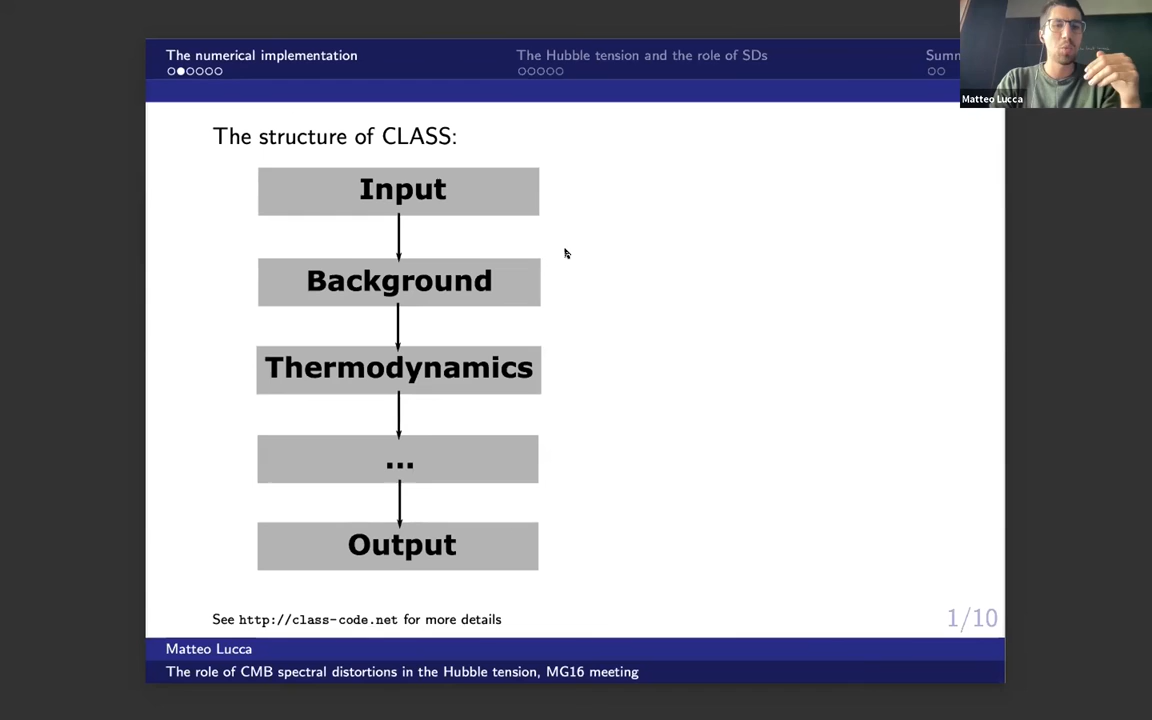 The numerical implementation
The Hubble tension and the role of SDs
Summ
Matteo Lucca
The structure of CLASS:
Input
Background
Thermodynamics
...
Output
See http://class-code.net for more details
1/10
Matteo Lucca
The role of CMB spectral distortions in the Hubble tension, MG16 meeting